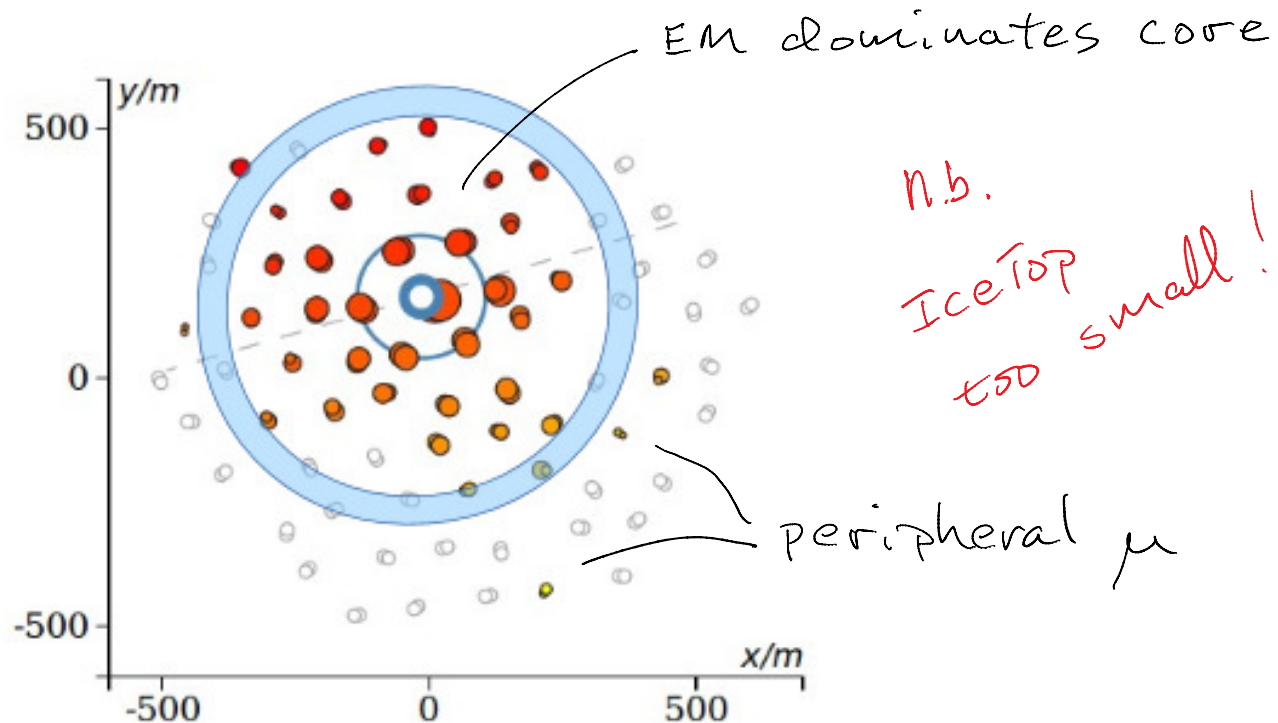 EM dominates core
y/m
500
n.b.
IceTop
too small!
0
peripheral μ
-500
x/m
-500 0 500